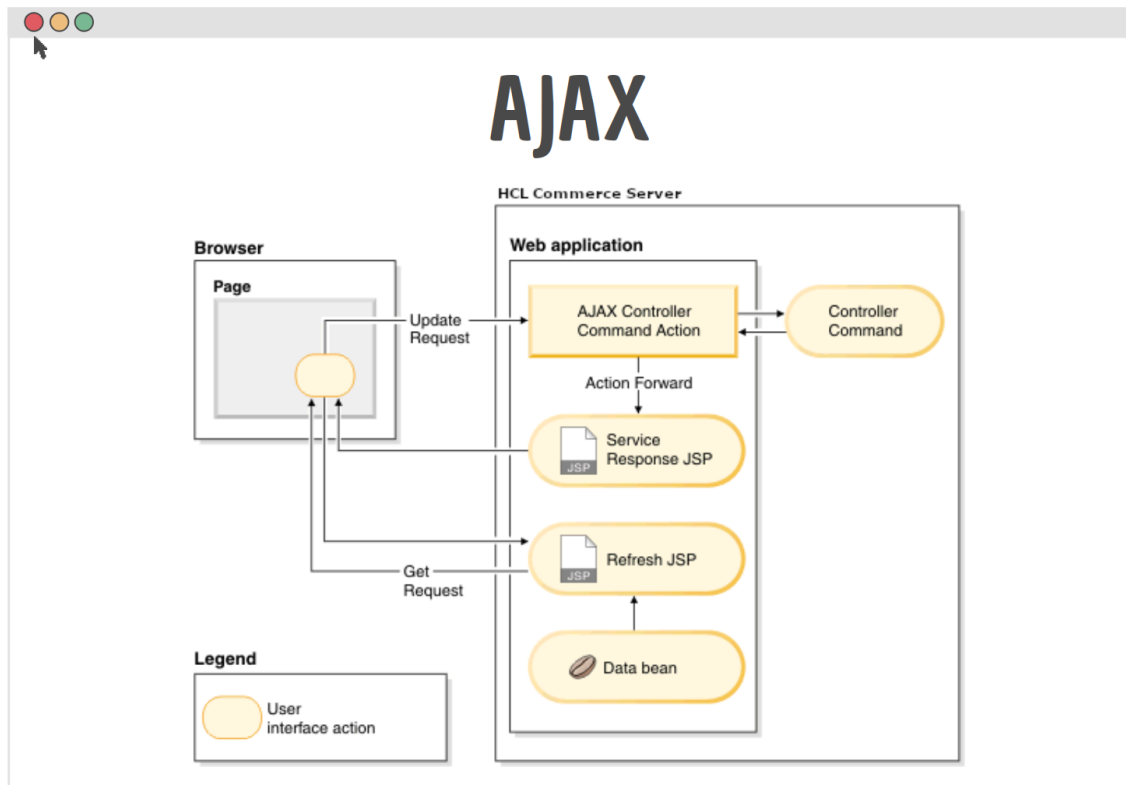 AJAX
HCL Commerce Server
Browser
Web application
Page
AJAX Controller
Command Action
Controller
Command
Update
Request
Action Forward
Service
Response JSP
JSP
Refresh JSP
JSP
Get
Request
Data bean
Legend
User
interface action